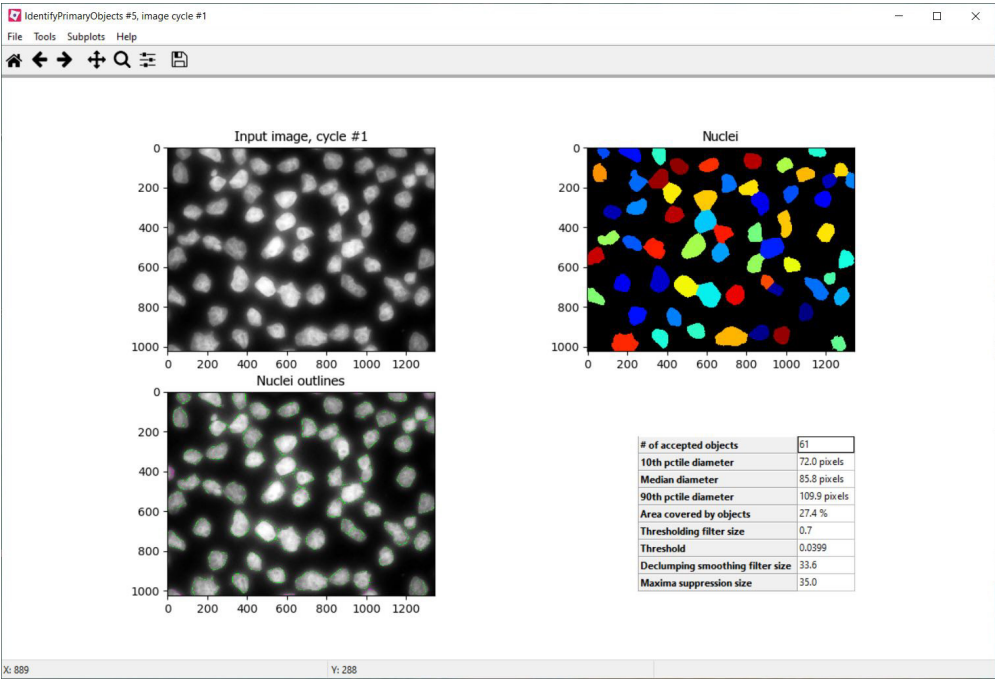 IdentifyPrimaryObjects #5, image cycle #1
File Tools Subplots Help
Input image, cycle #1
0
200
400
600
800
1000
0 200 400 600 800 1000 1200
Nuclei
0
200
400
600
800
1000
0 200 400 600 800 1000 1200
Nuclei outlines
0
200
400
600
800
1000
0 200 400 600 800 1000 1200
# of accepted objects 61
10th pctile diameter 72.0 pixels
Median diameter 85.8 pixels
90th pctile diameter 109.9 pixels
Area covered by objects 27.4 %
Thresholding filter size 0.7
Threshold 0.0399
Declumping smoothing filter size 33.6
Maxima suppression size 35.0
X: 889 Y: 288